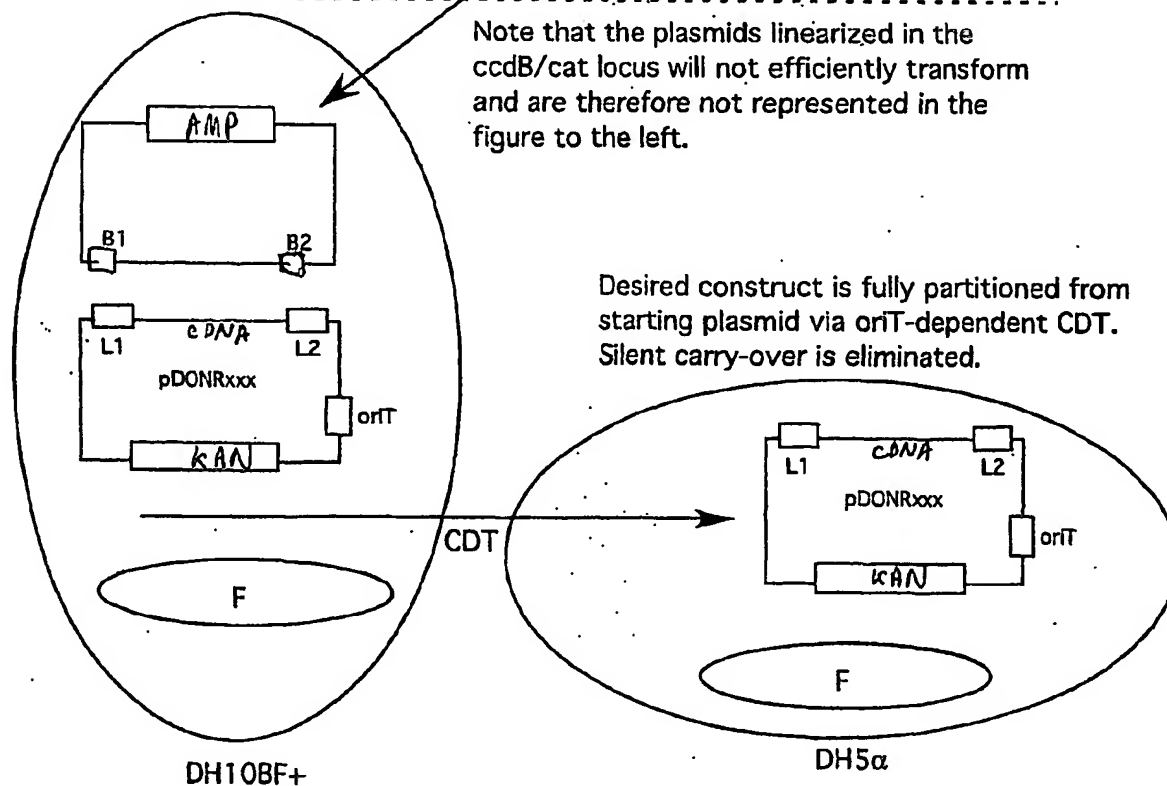 Note that the plasmids linearized in the
ccdB/cat locus will not efficiently transform
and are therefore not represented in the
figure to the left.
AMP
B1
B2
L1
cDNA
L2
pDONRxxx
oriT
KAN
Desired construct is fully partitioned from
starting plasmid via oriT-dependent CDT.
Silent carry-over is eliminated.
L1
cDNA
L2
pDONRxxx
oriT
KAN
CDT
F
F
DH10BF+
DH5α